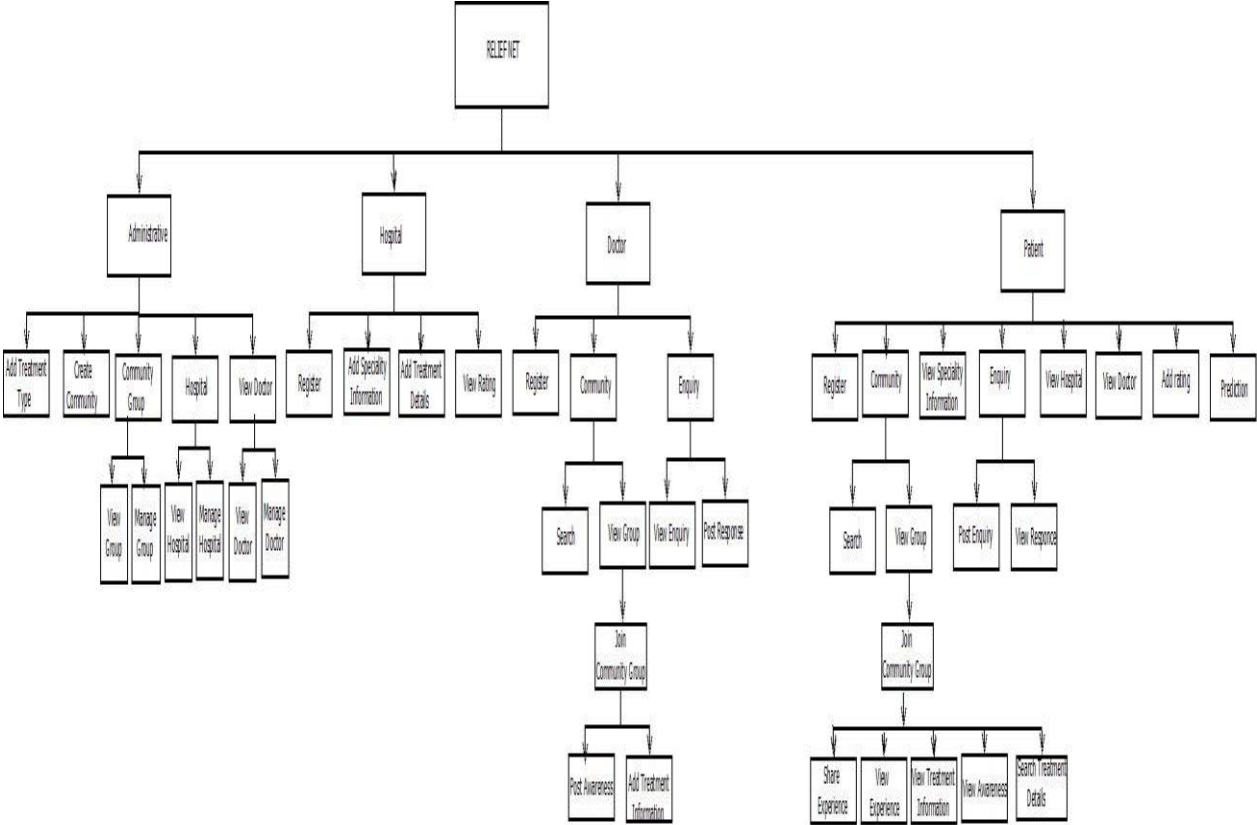 RELIEF NET
Administrative
Hospital
Doctor
Patient
Add Treatment
Type
Create
Community
Community
Group
Hospital
View Doctor
Register
Add Speciality
Information
Add Treatment
Details
View Rating
Register
Community
Enquiry
Register
Community
View Speciality
Information
Enquiry
View Hospital
View Doctor
Add rating
Prediction
View
Group
Manage
Group
View
Hospital
Manage
Hospital
View
Doctor
Manage
Doctor
Search
View Group
View Enquiry
Post Response
Search
View Group
Post Enquiry
View Responce
Join
Community Group
Join
Community Group
Post Awareness
Add Treatment
Information
Share
Experience
View
Experience
View Treatment
Information
View Awareness
Search Treatment
Details